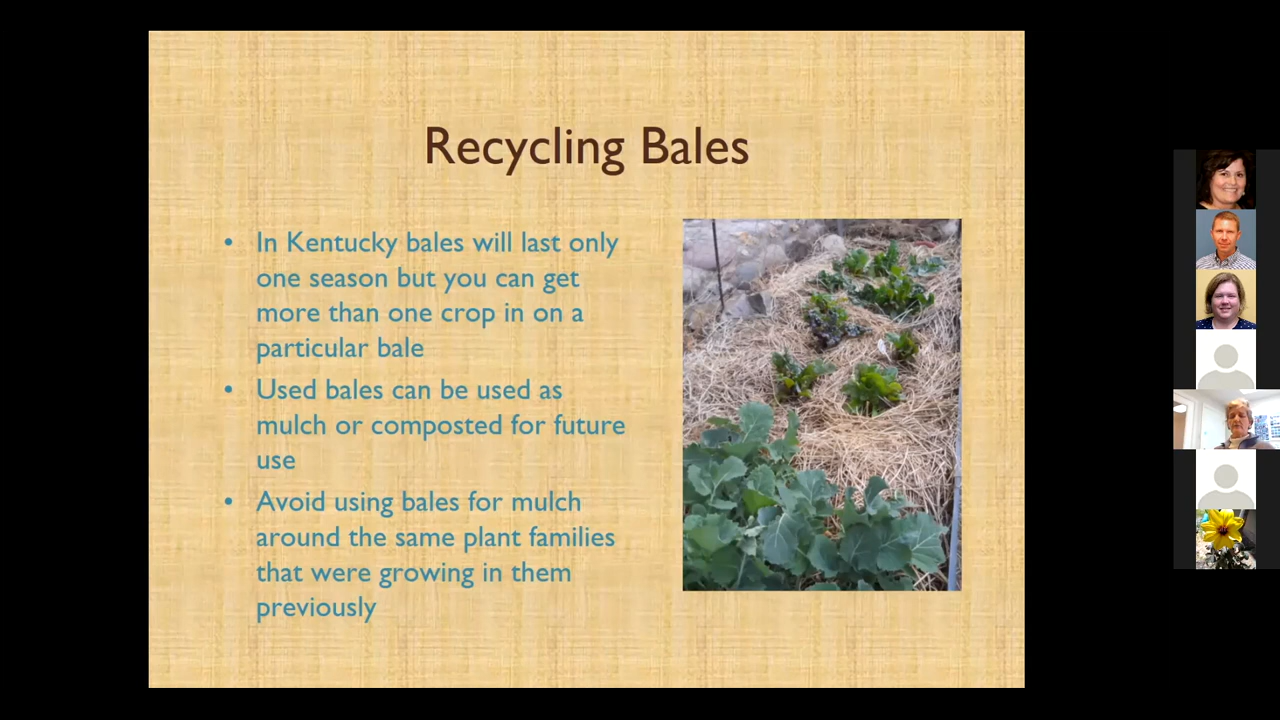 Recycling Bales
• In Kentucky bales will last only
one season but you can get
more than one crop in on a
particular bale
• Used bales can be used as
mulch or composted for future
use
• Avoid using bales for mulch
around the same plant families
that were growing in them
previously